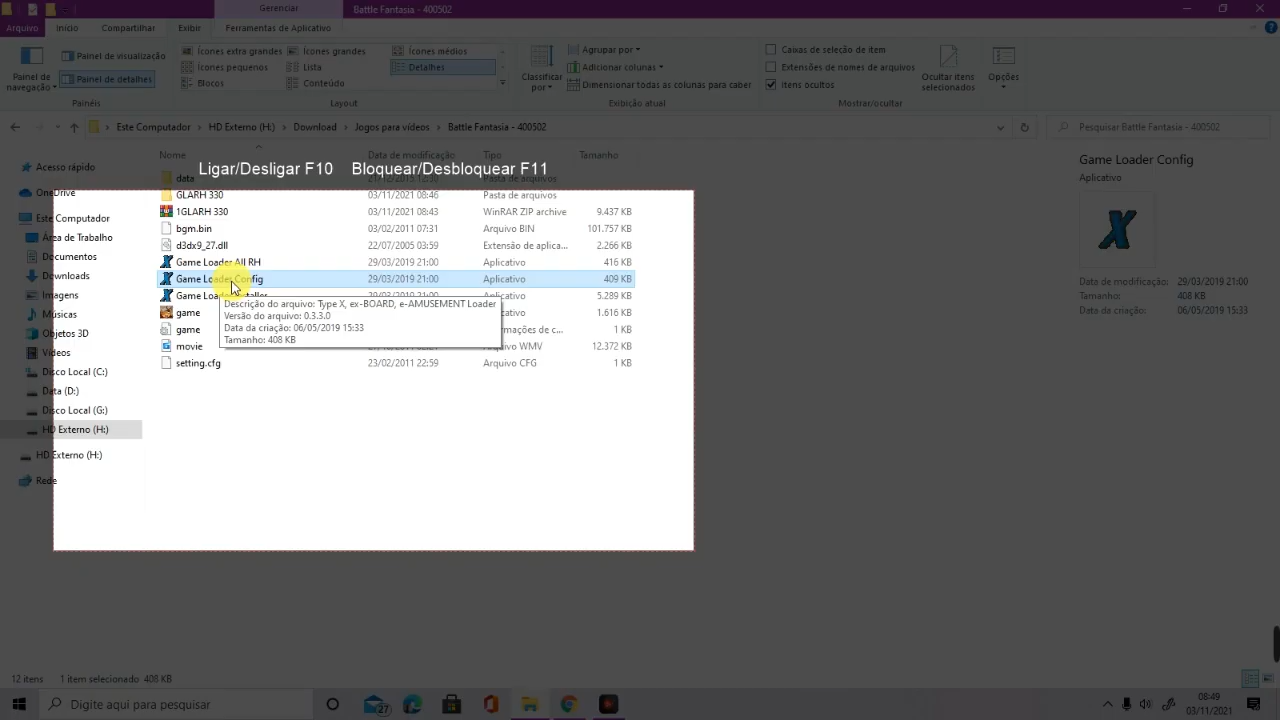 Gerenciar
Battle Fantasia - 400502
Arquivo
Início
Compartilhar
Exibir
Ferramentas de Aplicativo
Painel de navegação
Painel de visualização
Painel de detalhes
Painéis
Ícones extra grandes
Ícones grandes
Ícones médios
Ícones pequenos
Lista
Detalhes
Blocos
Conteúdo
Layout
Classificar por
Agrupar por
Adicionar colunas
Dimensionar todas as colunas para caber
Exibição atual
Caixas de seleção de item
Extensões de nomes de arquivos
Itens ocultos
Ocultar itens selecionados
Mostrar/ocultar
Opções
Este Computador > HD Externo (H:) > Download > Jogos para vídeos > Battle Fantasia - 400502
Pesquisar Battle Fantasia - 400502
Nome
Data de modificação
Tipo
Tamanho
Ligar/Desligar F10 Bloquear/Desbloquear F11
Acesso rápido
OneDrive
Este Computador
Área de Trabalho
Documentos
Downloads
Imagens
Músicas
Objetos 3D
Vídeos
Disco Local (C:)
Data (D:)
Disco Local (G:)
HD Externo (H:)
HD Externo (H:)
Rede
data Pasta de arquivos
GLARH 330 03/11/2021 08:46 Pasta de arquivos
1GLARH 330 03/11/2021 08:43 WinRAR ZIP archive 9.437 KB
bgm.bin 03/02/2011 07:31 Arquivo BIN 101.757 KB
d3dx9_27.dll 22/07/2005 03:59 Extensão de aplica... 2.266 KB
Game Loader All RH 29/03/2019 21:00 Aplicativo 416 KB
Game Loader Config 29/03/2019 21:00 Aplicativo 409 KB
Game Loader 29/03/2019 21:00 Aplicativo 5.289 KB
game 1.616 KB
game 1 KB
movie Arquivo WMV 12.372 KB
setting.cfg 23/02/2011 22:59 Arquivo CFG 1 KB
Descrição do arquivo: Type X, ex-BOARD, e-AMUSEMENT Loader
Versão do arquivo: 0.3.3.0
Data da criação: 06/05/2019 15:33
Tamanho: 408 KB
Game Loader Config
Aplicativo
Data de modificação: 29/03/2019 21:00
Tamanho: 408 KB
Data da criação: 06/05/2019 15:33
12 itens 1 item selecionado 408 KB
Digite aqui para pesquisar
27
08:49
03/11/2021